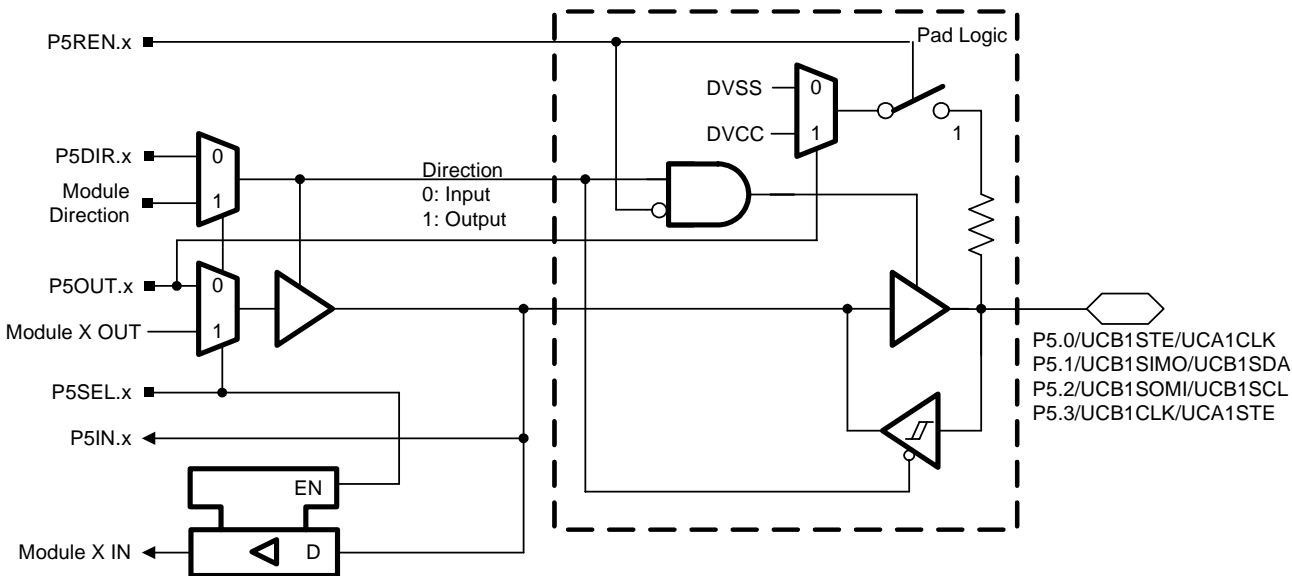 P5REN.x
Pad Logic
DVSS
0
DVCC
1
1
P5DIR.x
0
Module
Direction
1
Direction
0: Input
1: Output
P5OUT.x
0
Module X OUT
1
P5.0/UCB1STE/UCA1CLK
P5.1/UCB1SIMO/UCB1SDA
P5.2/UCB1SOMI/UCB1SCL
P5.3/UCB1CLK/UCA1STE
P5SEL.x
P5IN.x
EN
Module X IN
D